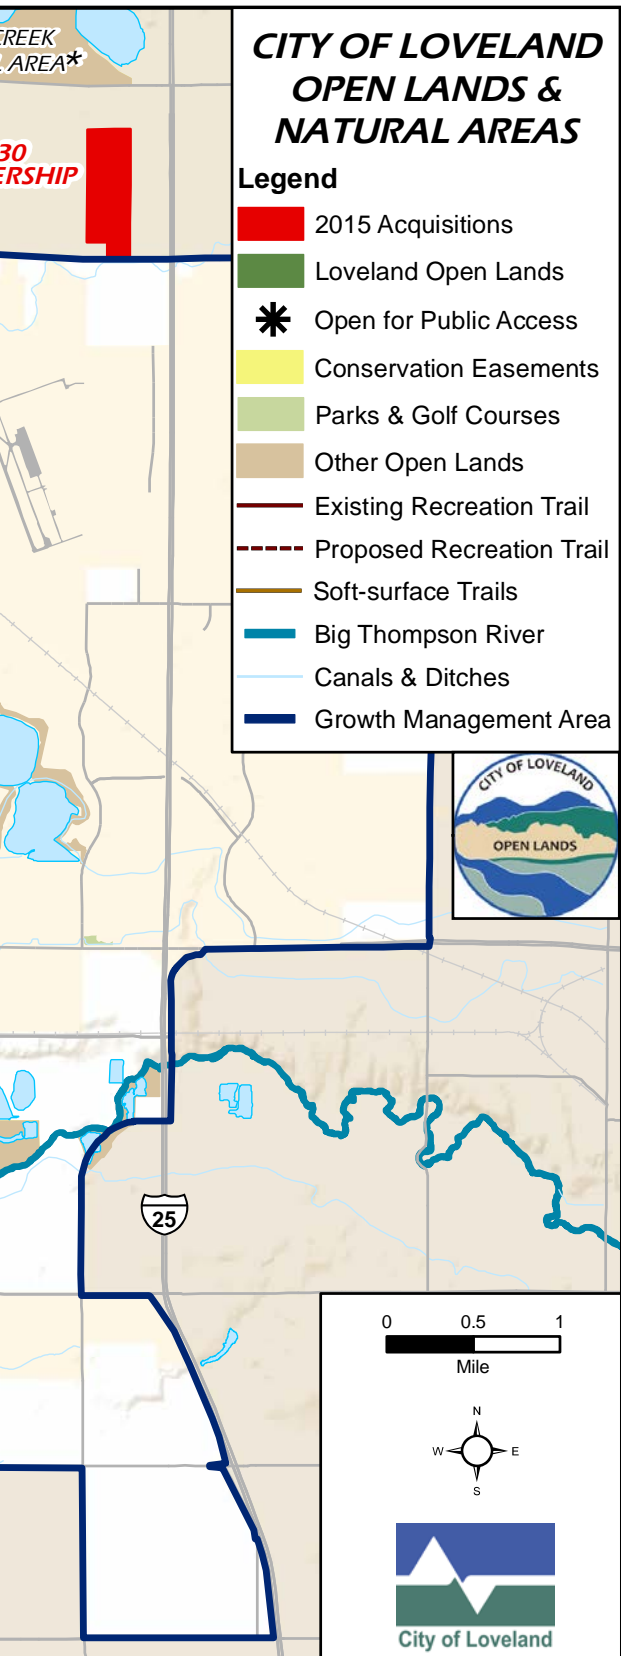 CREEK
AREA*
30
ERSHIP
CITY OF LOVELAND
OPEN LANDS &
NATURAL AREAS
Legend
2015 Acquisitions
Loveland Open Lands
Open for Public Access
Conservation Easements
Parks & Golf Courses
Other Open Lands
Existing Recreation Trail
Proposed Recreation Trail
Soft-surface Trails
Big Thompson River
Canals & Ditches
Growth Management Area
CITY OF LOVELAND
OPEN LANDS
25
0 0.5 1
Mile
N
W E
S
City of Loveland